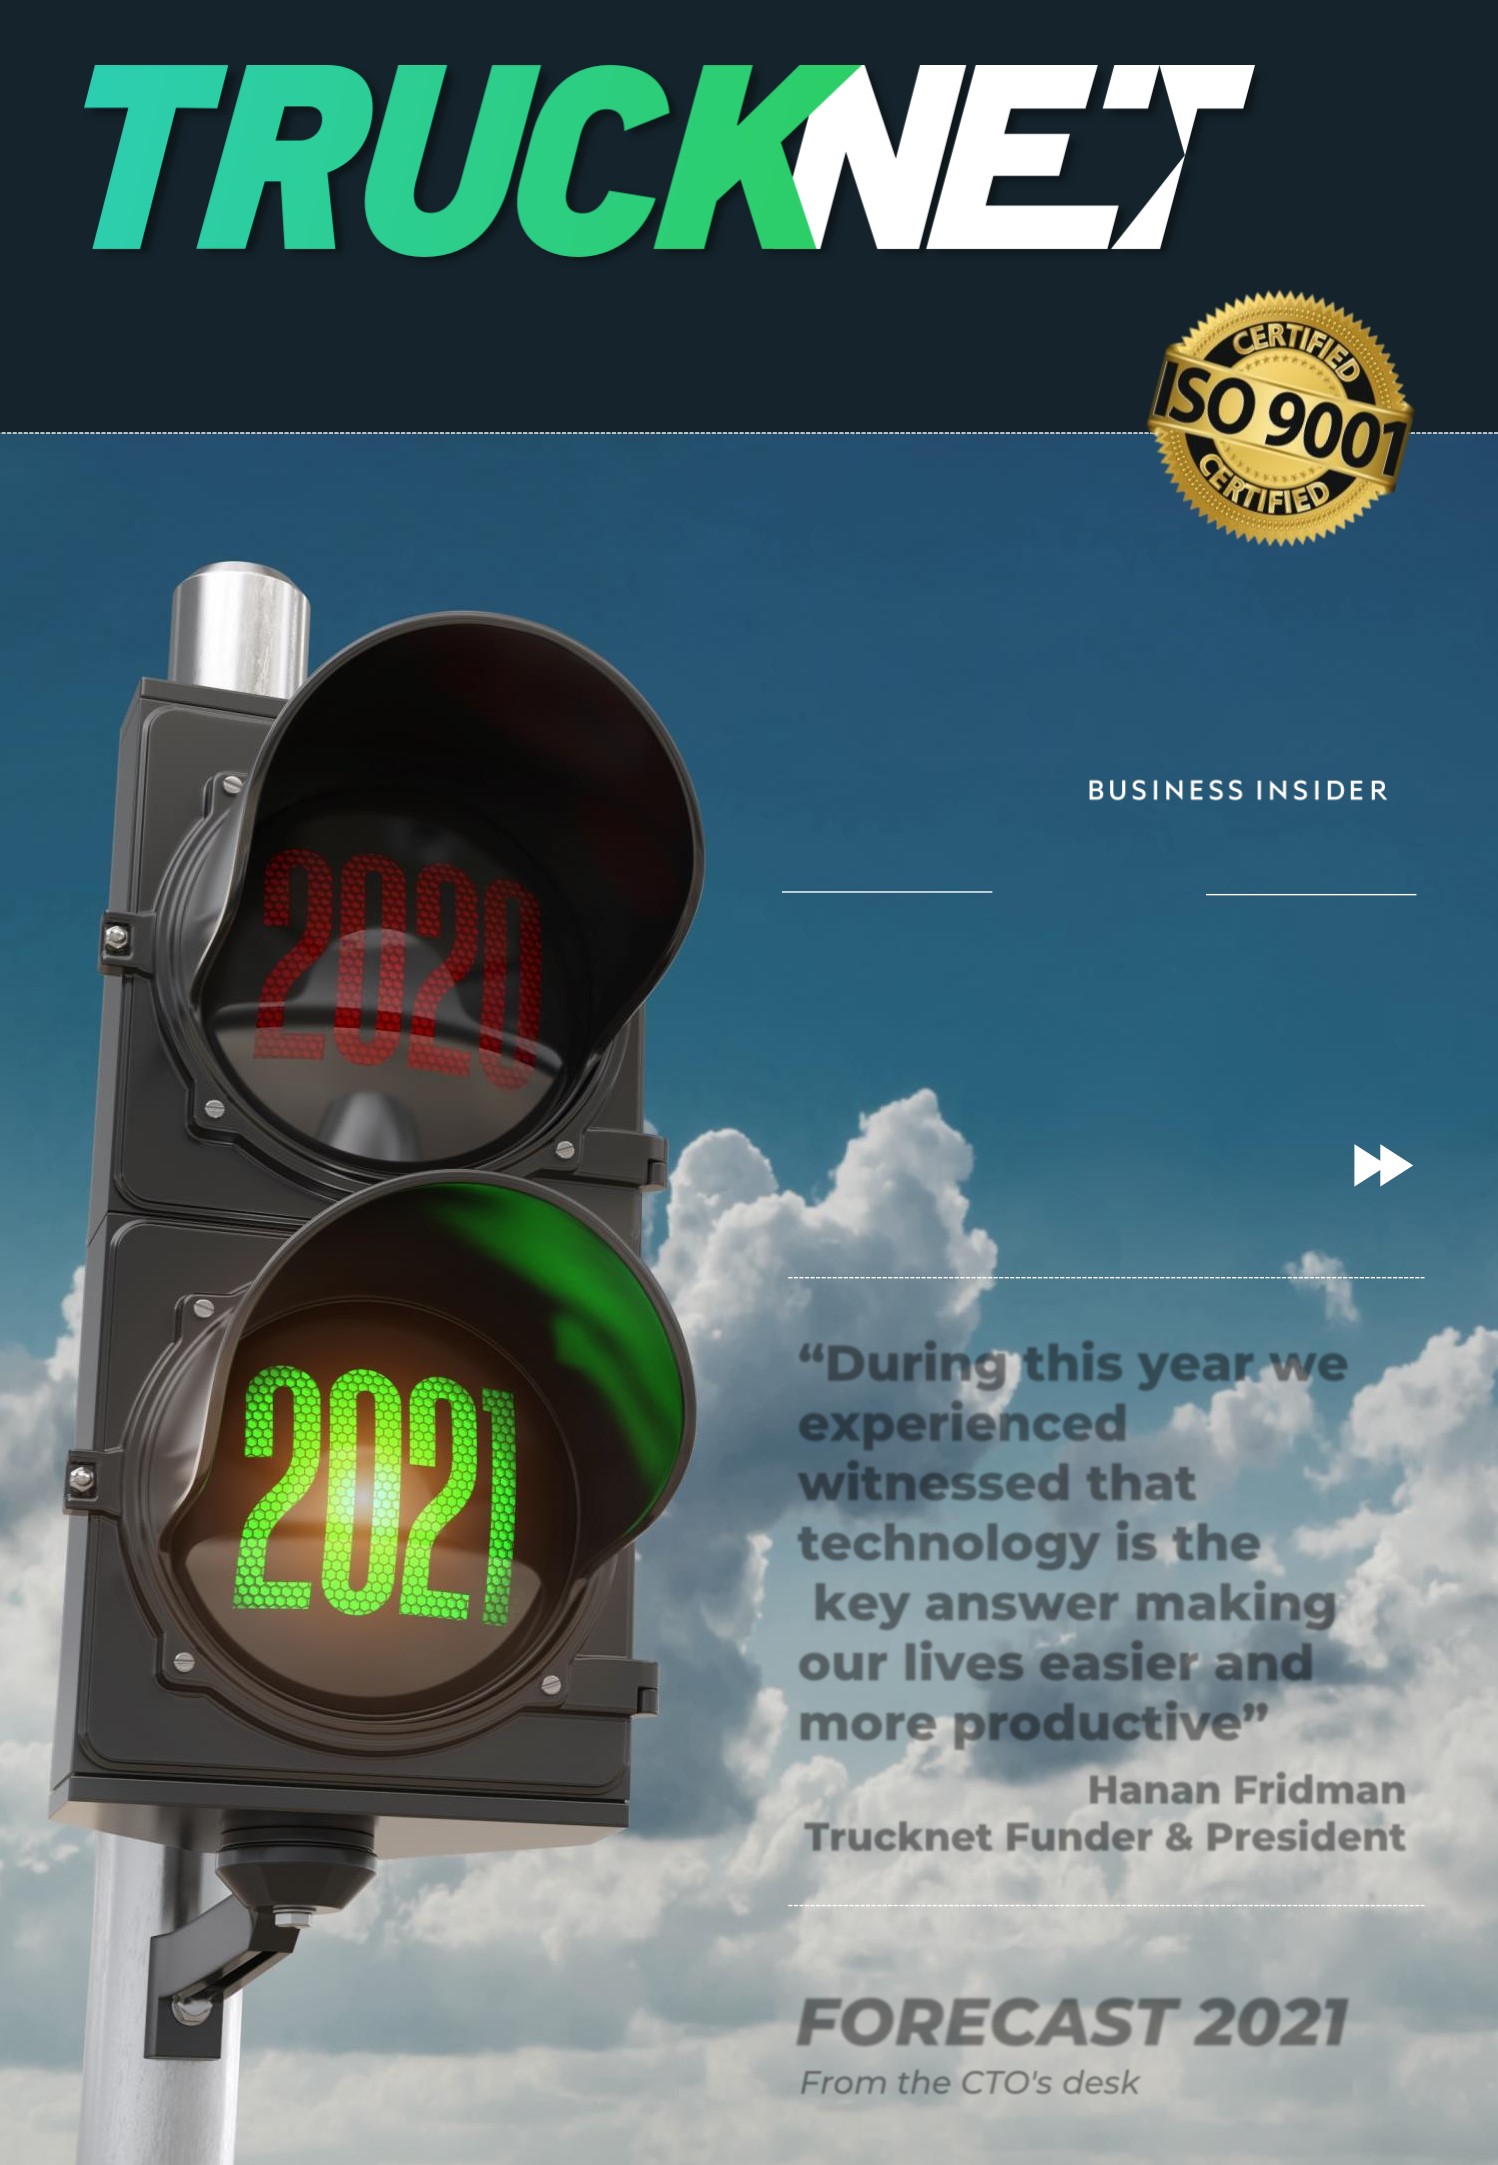 TRUCKNET
CERTIFIED
ISO 9001
CERTIFIED
BUSINESS INSIDER
2020
2021
“During this year we
experienced
witnessed that
technology is the
key answer making
our lives easier and
more productive”
Hanan Fridman
Trucknet Funder & President
FORECAST 2021
From the CTO's desk